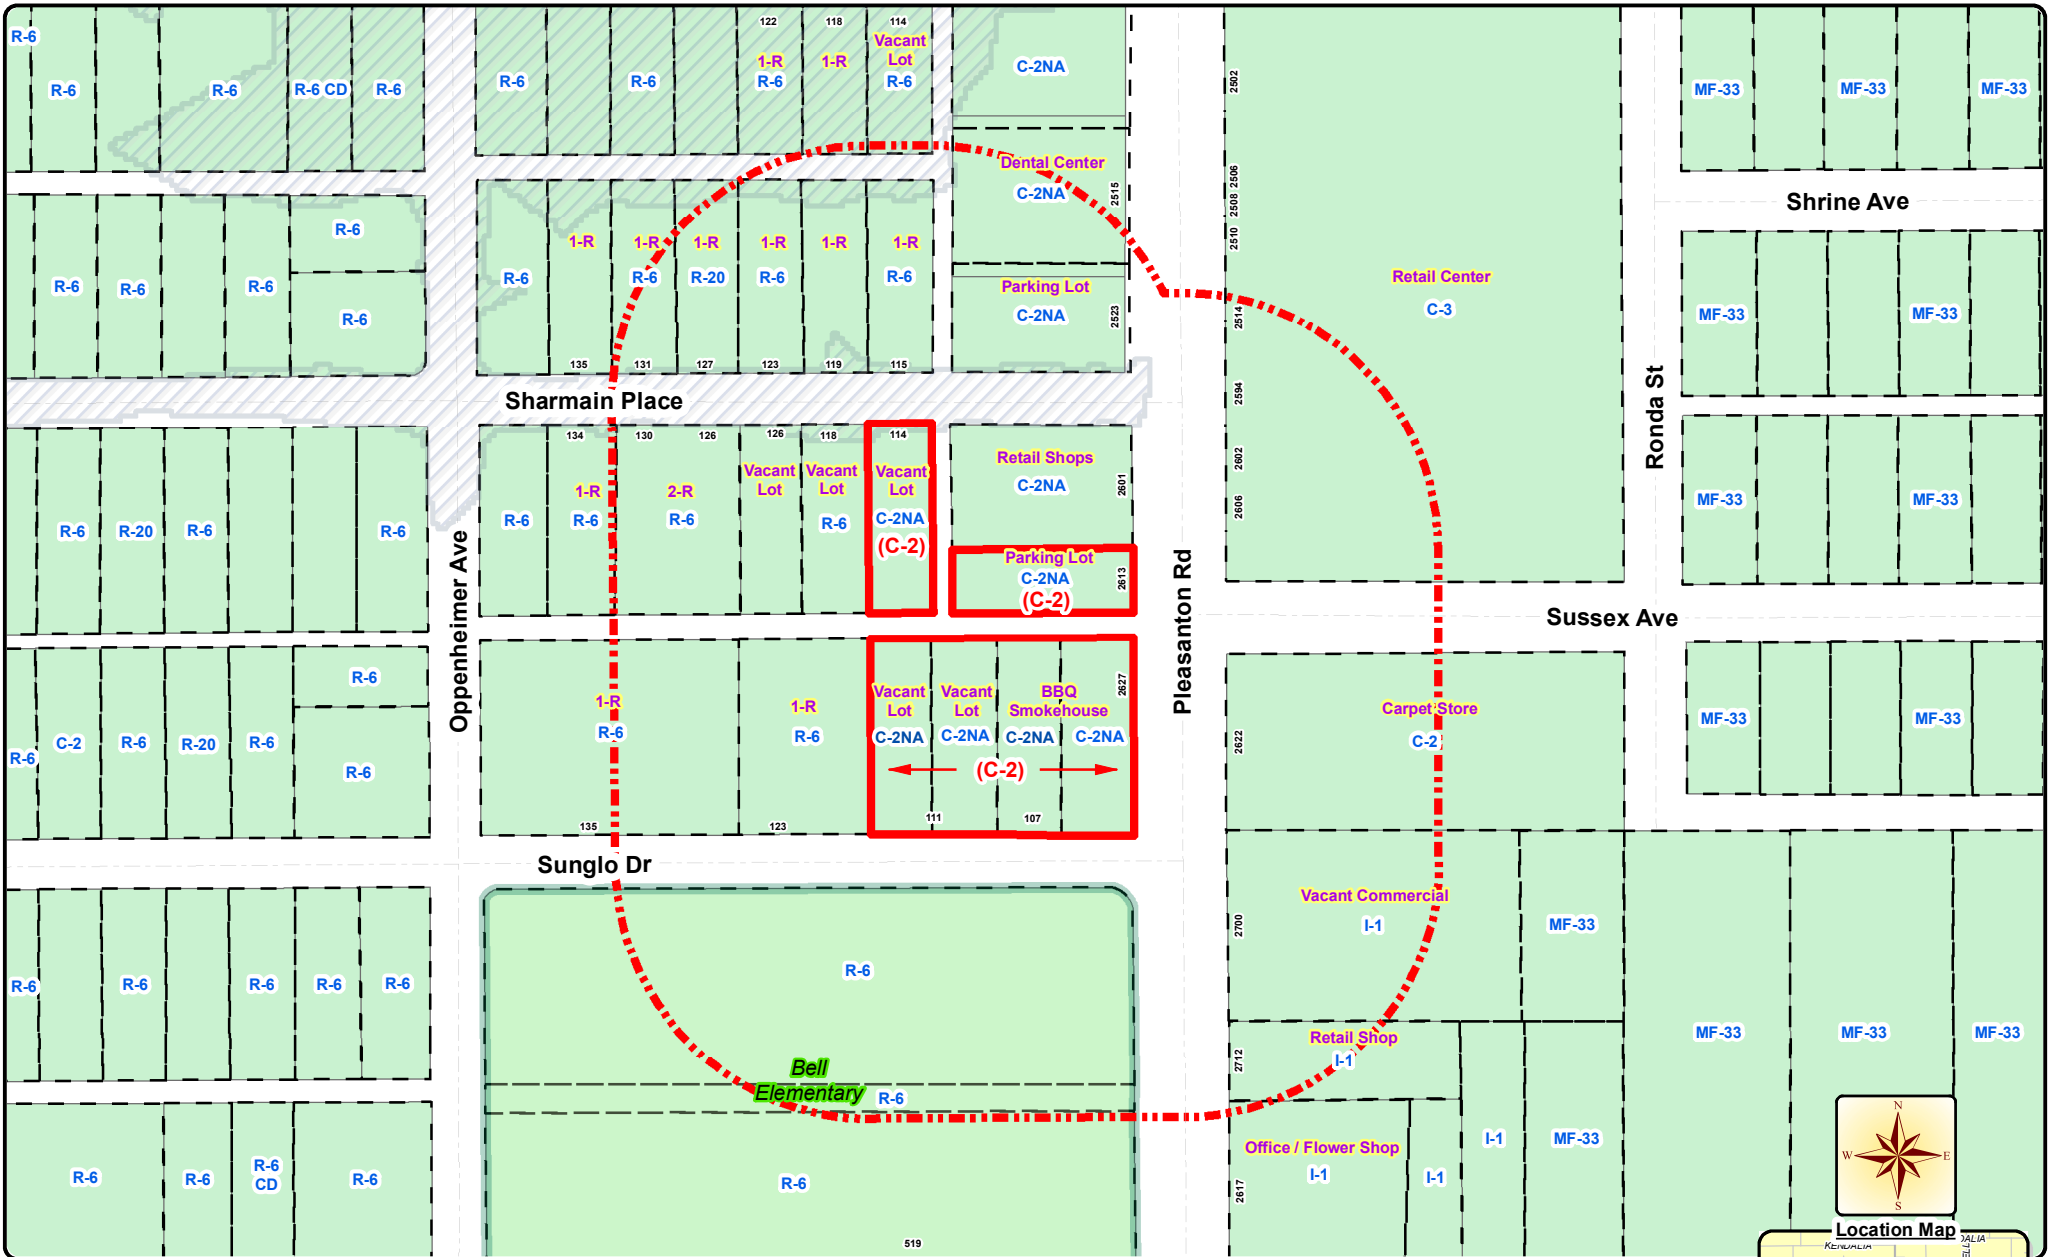 122
118
114
R-6
Vacant
Lot
1-R
1-R
R-6
R-6
R-6 CD
R-6
R-6
R-6
R-6
R-6
C-2NA
2502
MF-33
MF-33
MF-33
Dental Center
C-2NA
2515
2506
2508
2510
Shrine Ave
R-6
1-R
1-R
1-R
1-R
1-R
1-R
R-6
R-6
R-6
R-6
R-6
R-20
R-6
R-6
R-6
Parking Lot
C-2NA
2523
2514
Retail Center
C-3
MF-33
MF-33
135
131
127
123
119
115
Sharmain Place
2594
Ronda St
134
130
126
126
118
114
Retail Shops
C-2NA
2601
2602
2606
1-R
R-6
2-R
R-6
Vacant
Lot
Vacant
Lot
R-6
Vacant
Lot
C-2NA
(C-2)
R-6
R-20
R-6
R-6
R-6
MF-33
MF-33
Parking Lot
C-2NA
(C-2)
2613
Oppenheimer Ave
Pleasanton Rd
Sussex Ave
R-6
R-6
C-2
R-6
R-20
R-6
R-6
1-R
R-6
1-R
R-6
Vacant
Lot
C-2NA
Vacant
Lot
C-2NA
BBQ
Smokehouse
C-2NA
C-2NA
2627
(C-2)
135
123
111
107
2622
Carpet Store
C-2
MF-33
MF-33
Sunglo Dr
R-6
R-6
R-6
R-6
R-6
R-6
Vacant Commercial
I-1
2700
MF-33
Bell
Elementary
R-6
2712
Retail Shop
I-1
MF-33
MF-33
MF-33
R-6
R-6
R-6
CD
R-6
R-6
519
Office / Flower Shop
I-1
2617
I-1
I-1
MF-33
N
W
E
S
Location Map
KENDALIA